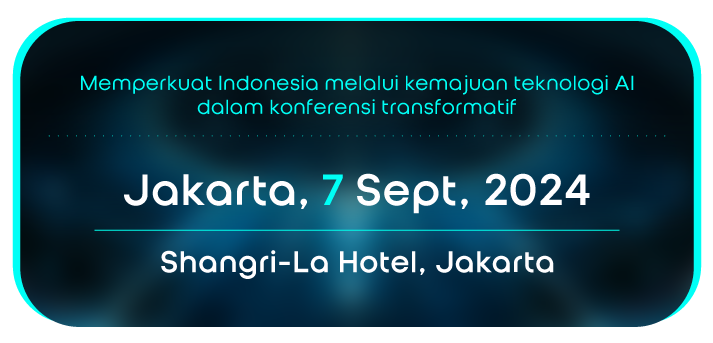 Memperkuat Indonesia melalui kemajuan teknologi AI
dalam konferensi transformatif
Jakarta, 7 Sept, 2024
Shangri-La Hotel, Jakarta